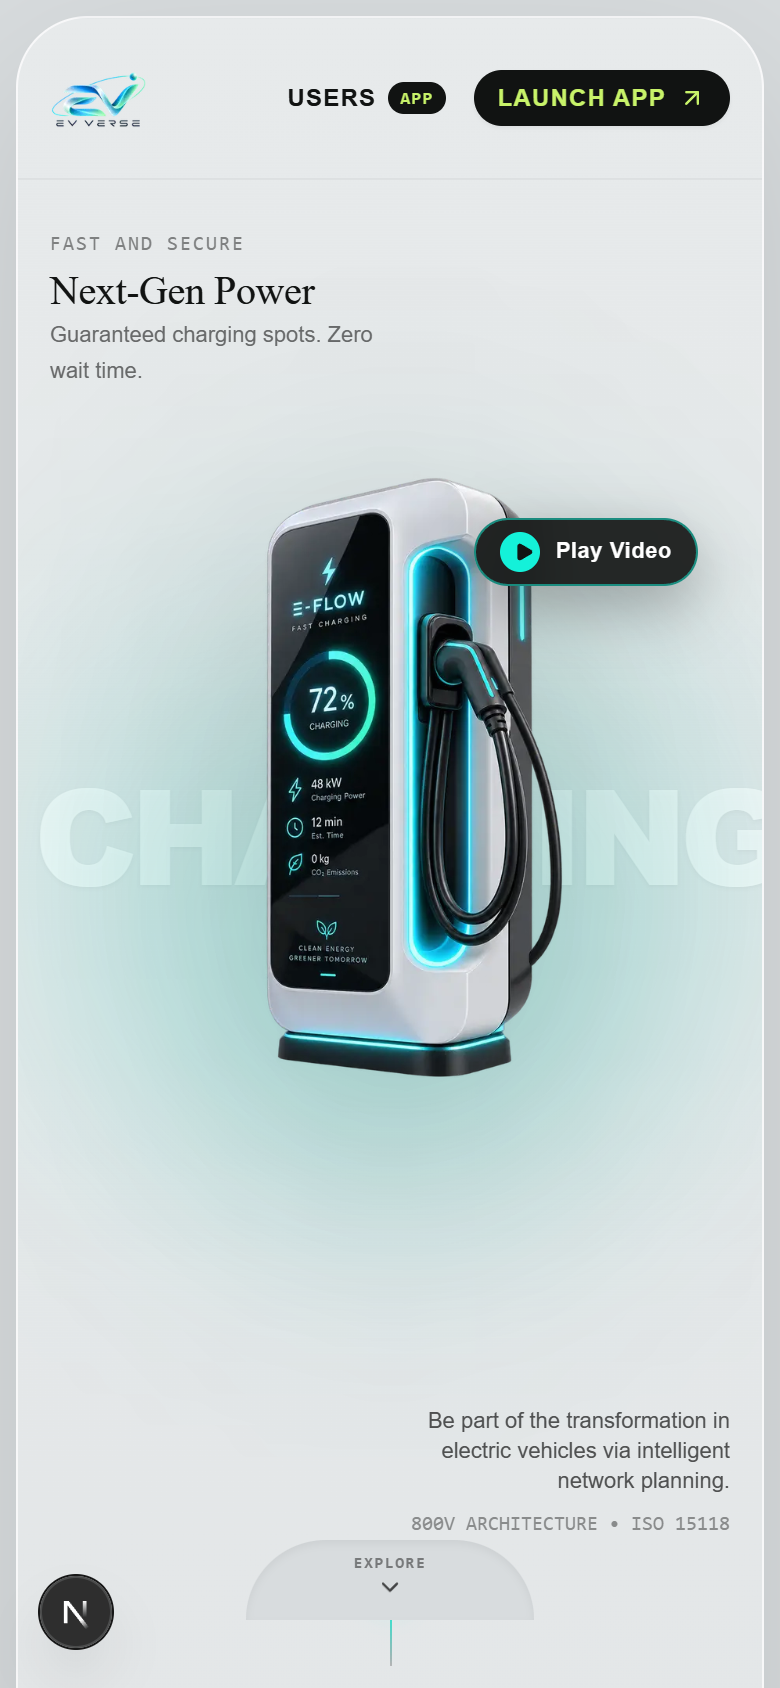 EV VERSE
USERS APP
LAUNCH APP
FAST AND SECURE
Next-Gen Power
Guaranteed charging spots. Zero
wait time.
Play Video
E-FLOW
FAST CHARGING
72%
CHARGING
48 kW
Charging Power
12 min
Est. Time
0 kg
CO₂ Emissions
CLEAN ENERGY
GREENER TOMORROW
Be part of the transformation in
electric vehicles via intelligent
network planning.
800V ARCHITECTURE • ISO 15118
EXPLORE
N